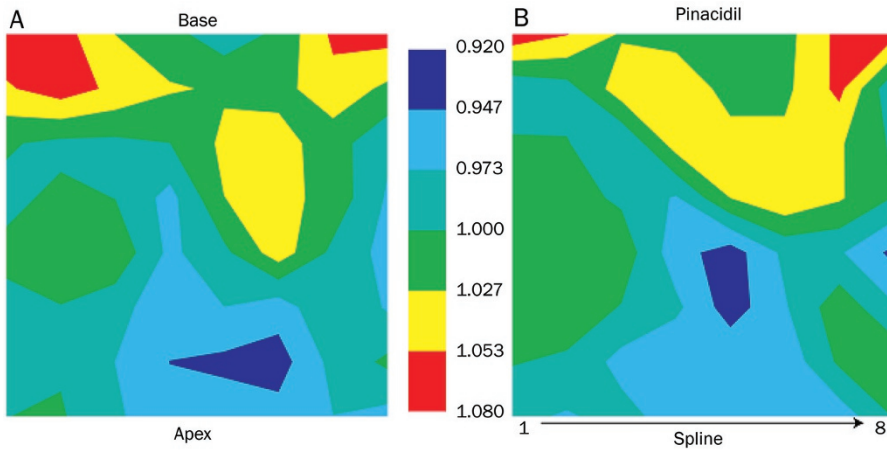 A
Base
B
Pinacidil
0.920
0.947
0.973
1.000
1.027
1.053
1.080
Apex
1
8
Spline